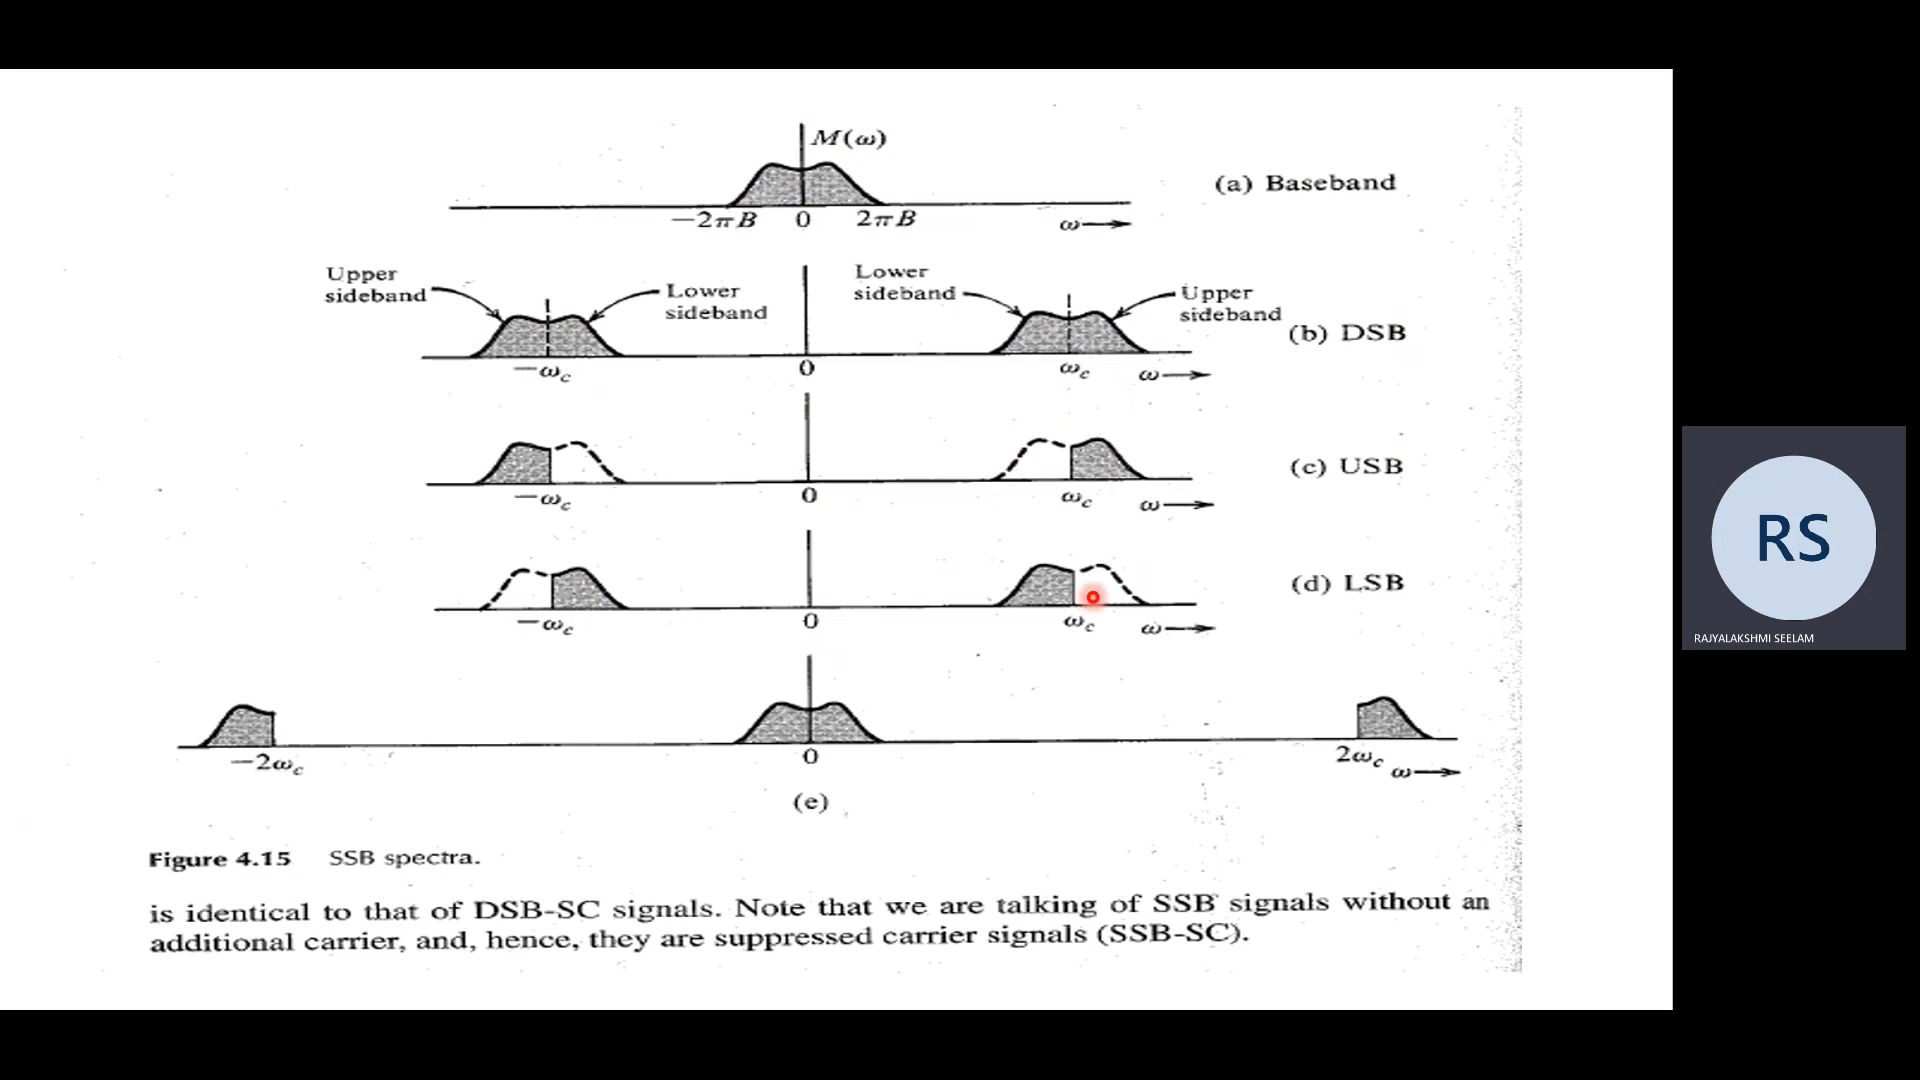 M(ω)
(a) Baseband
−2πB 0 2πB
ω
Upper
sideband
Lower
sideband
Lower
sideband
Upper
sideband
(b) DSB
−ωc 0 ωc ω
(c) USB
−ωc 0 ωc ω
(d) LSB
−ωc 0 ωc ω
−2ωc 0 2ωc ω
(e)
Figure 4.15 SSB spectra.
is identical to that of DSB-SC signals. Note that we are talking of SSB signals without an
additional carrier, and, hence, they are suppressed carrier signals (SSB-SC).
RS
RAJYALAKSHMI SEELAM